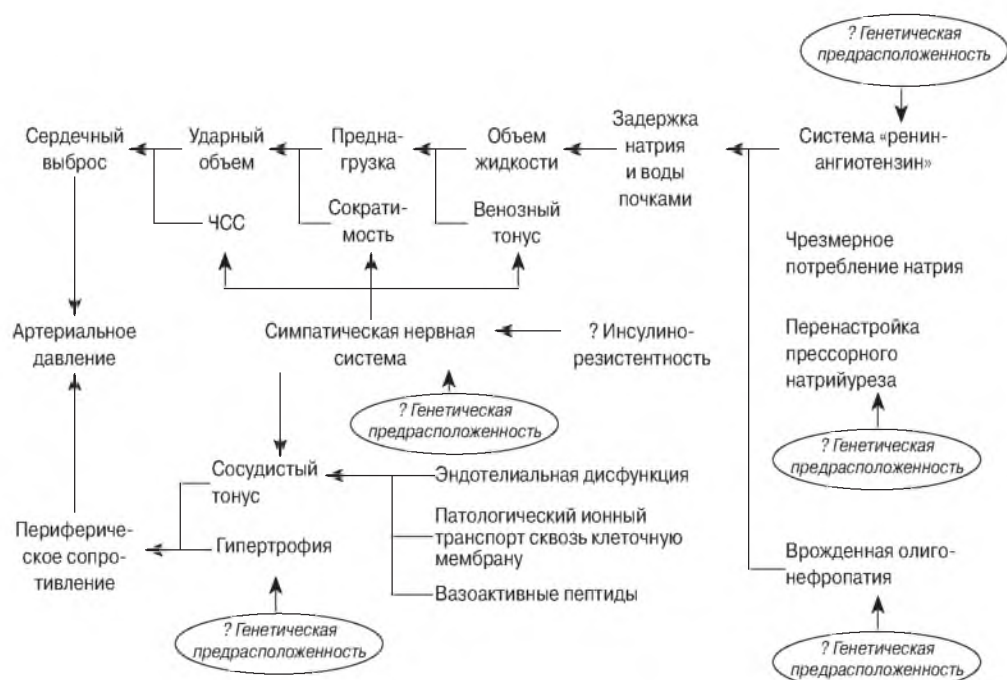 ? Генетическая
предрасположенность
Сердечный
выброс
Ударный
объем
Предна-
грузка
Объем
жидкости
Задержка
натрия
и воды
почками
Система «ренин-
ангиотензин»
ЧСС
Сократи-
мость
Венозный
тонус
Чрезмерное
потребление натрия
Артериальное
давление
Симпатическая нервная
система
? Инсулино-
резистентность
Перенастройка
прессорного
натрийуреза
? Генетическая
предрасположенность
? Генетическая
предрасположенность
Сосудистый
тонус
Эндотелиальная дисфункция
Патологический ионный
транспорт сквозь клеточную
мембрану
Вазоактивные пептиды
Перифериче-
ское сопро-
тивление
Гипертрофия
Врожденная олиго-
нефропатия
? Генетическая
предрасположенность
? Генетическая
предрасположенность